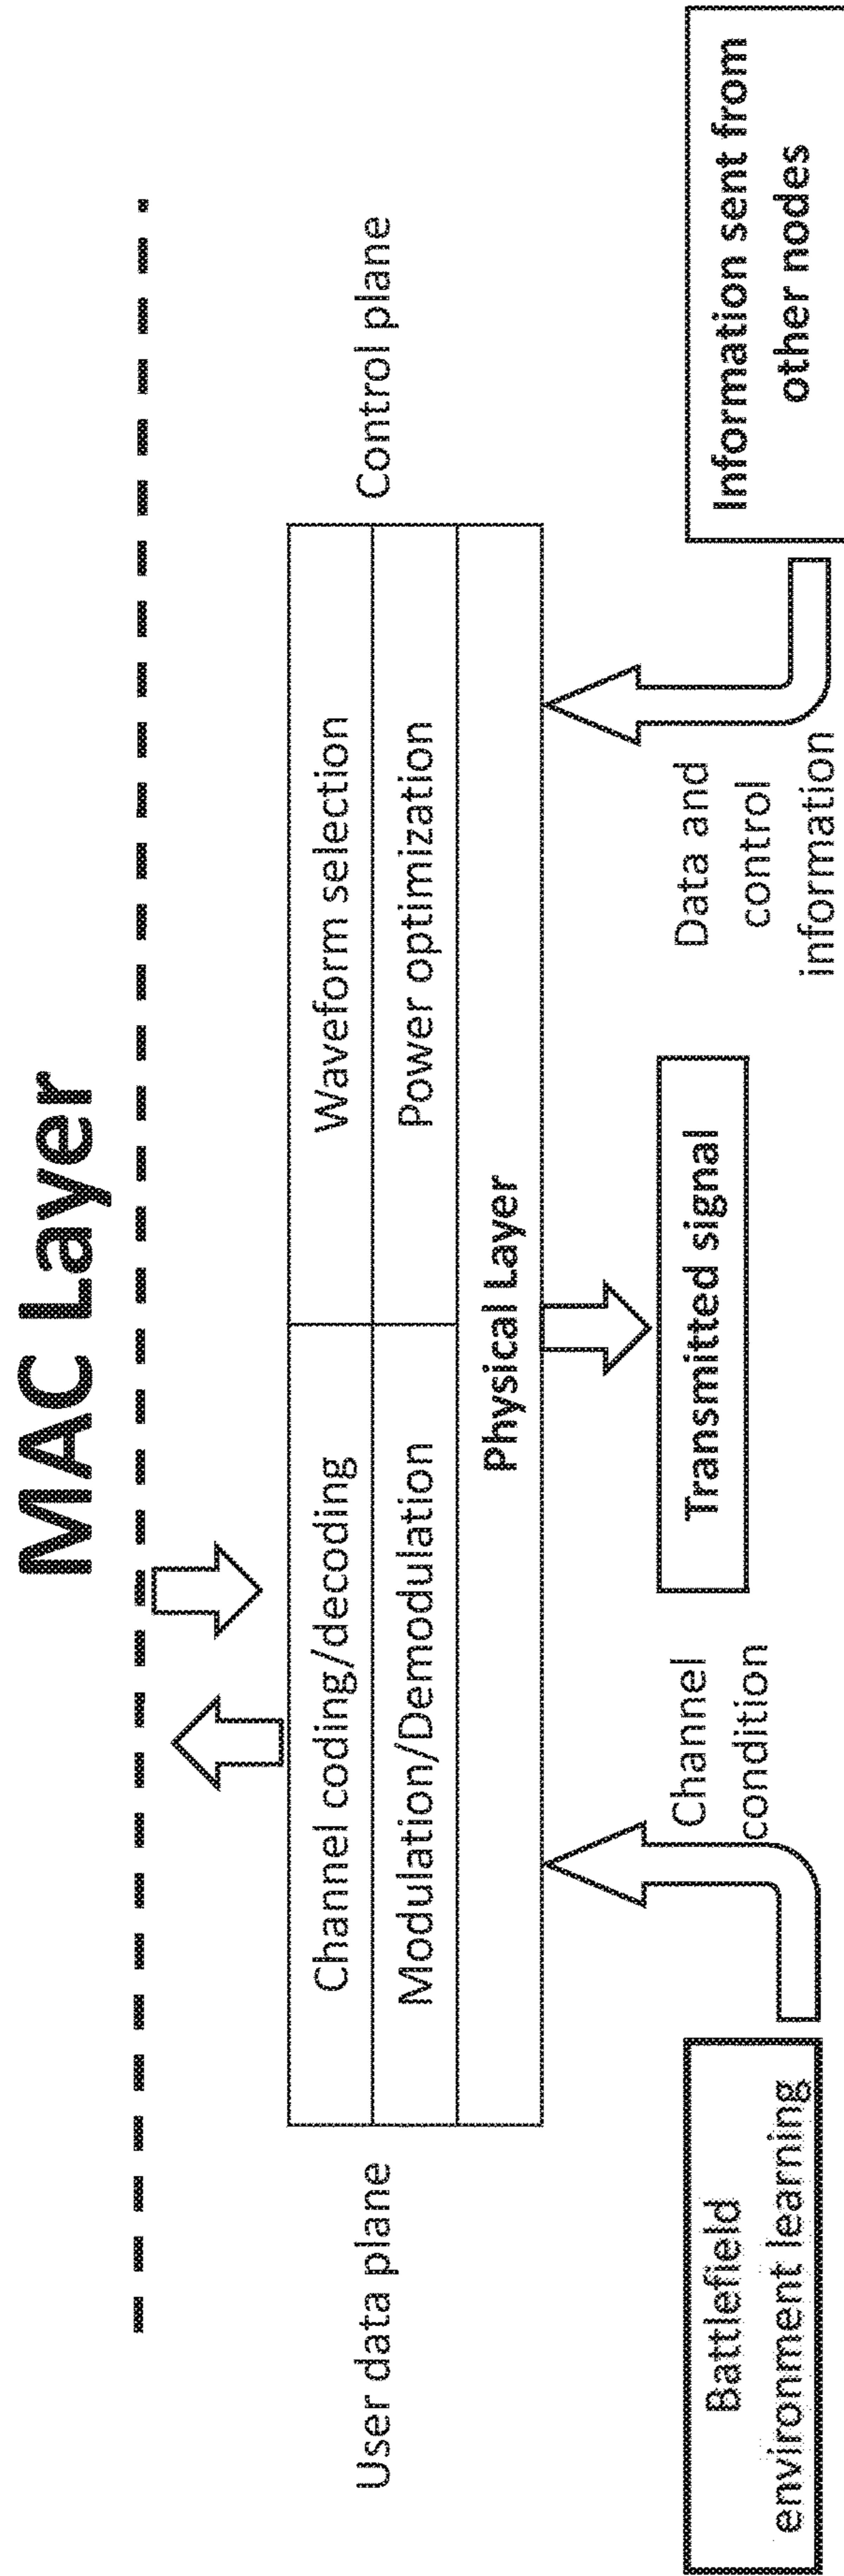 MAC Layer
User data plane
Channel coding/decoding
Waveform selection
Control plane
Modulation/Demodulation
Power optimization
Physical Layer
Battlefield
environment learning
Channel
condition
Transmitted signal
Data and
control
information
Information sent from
other nodes